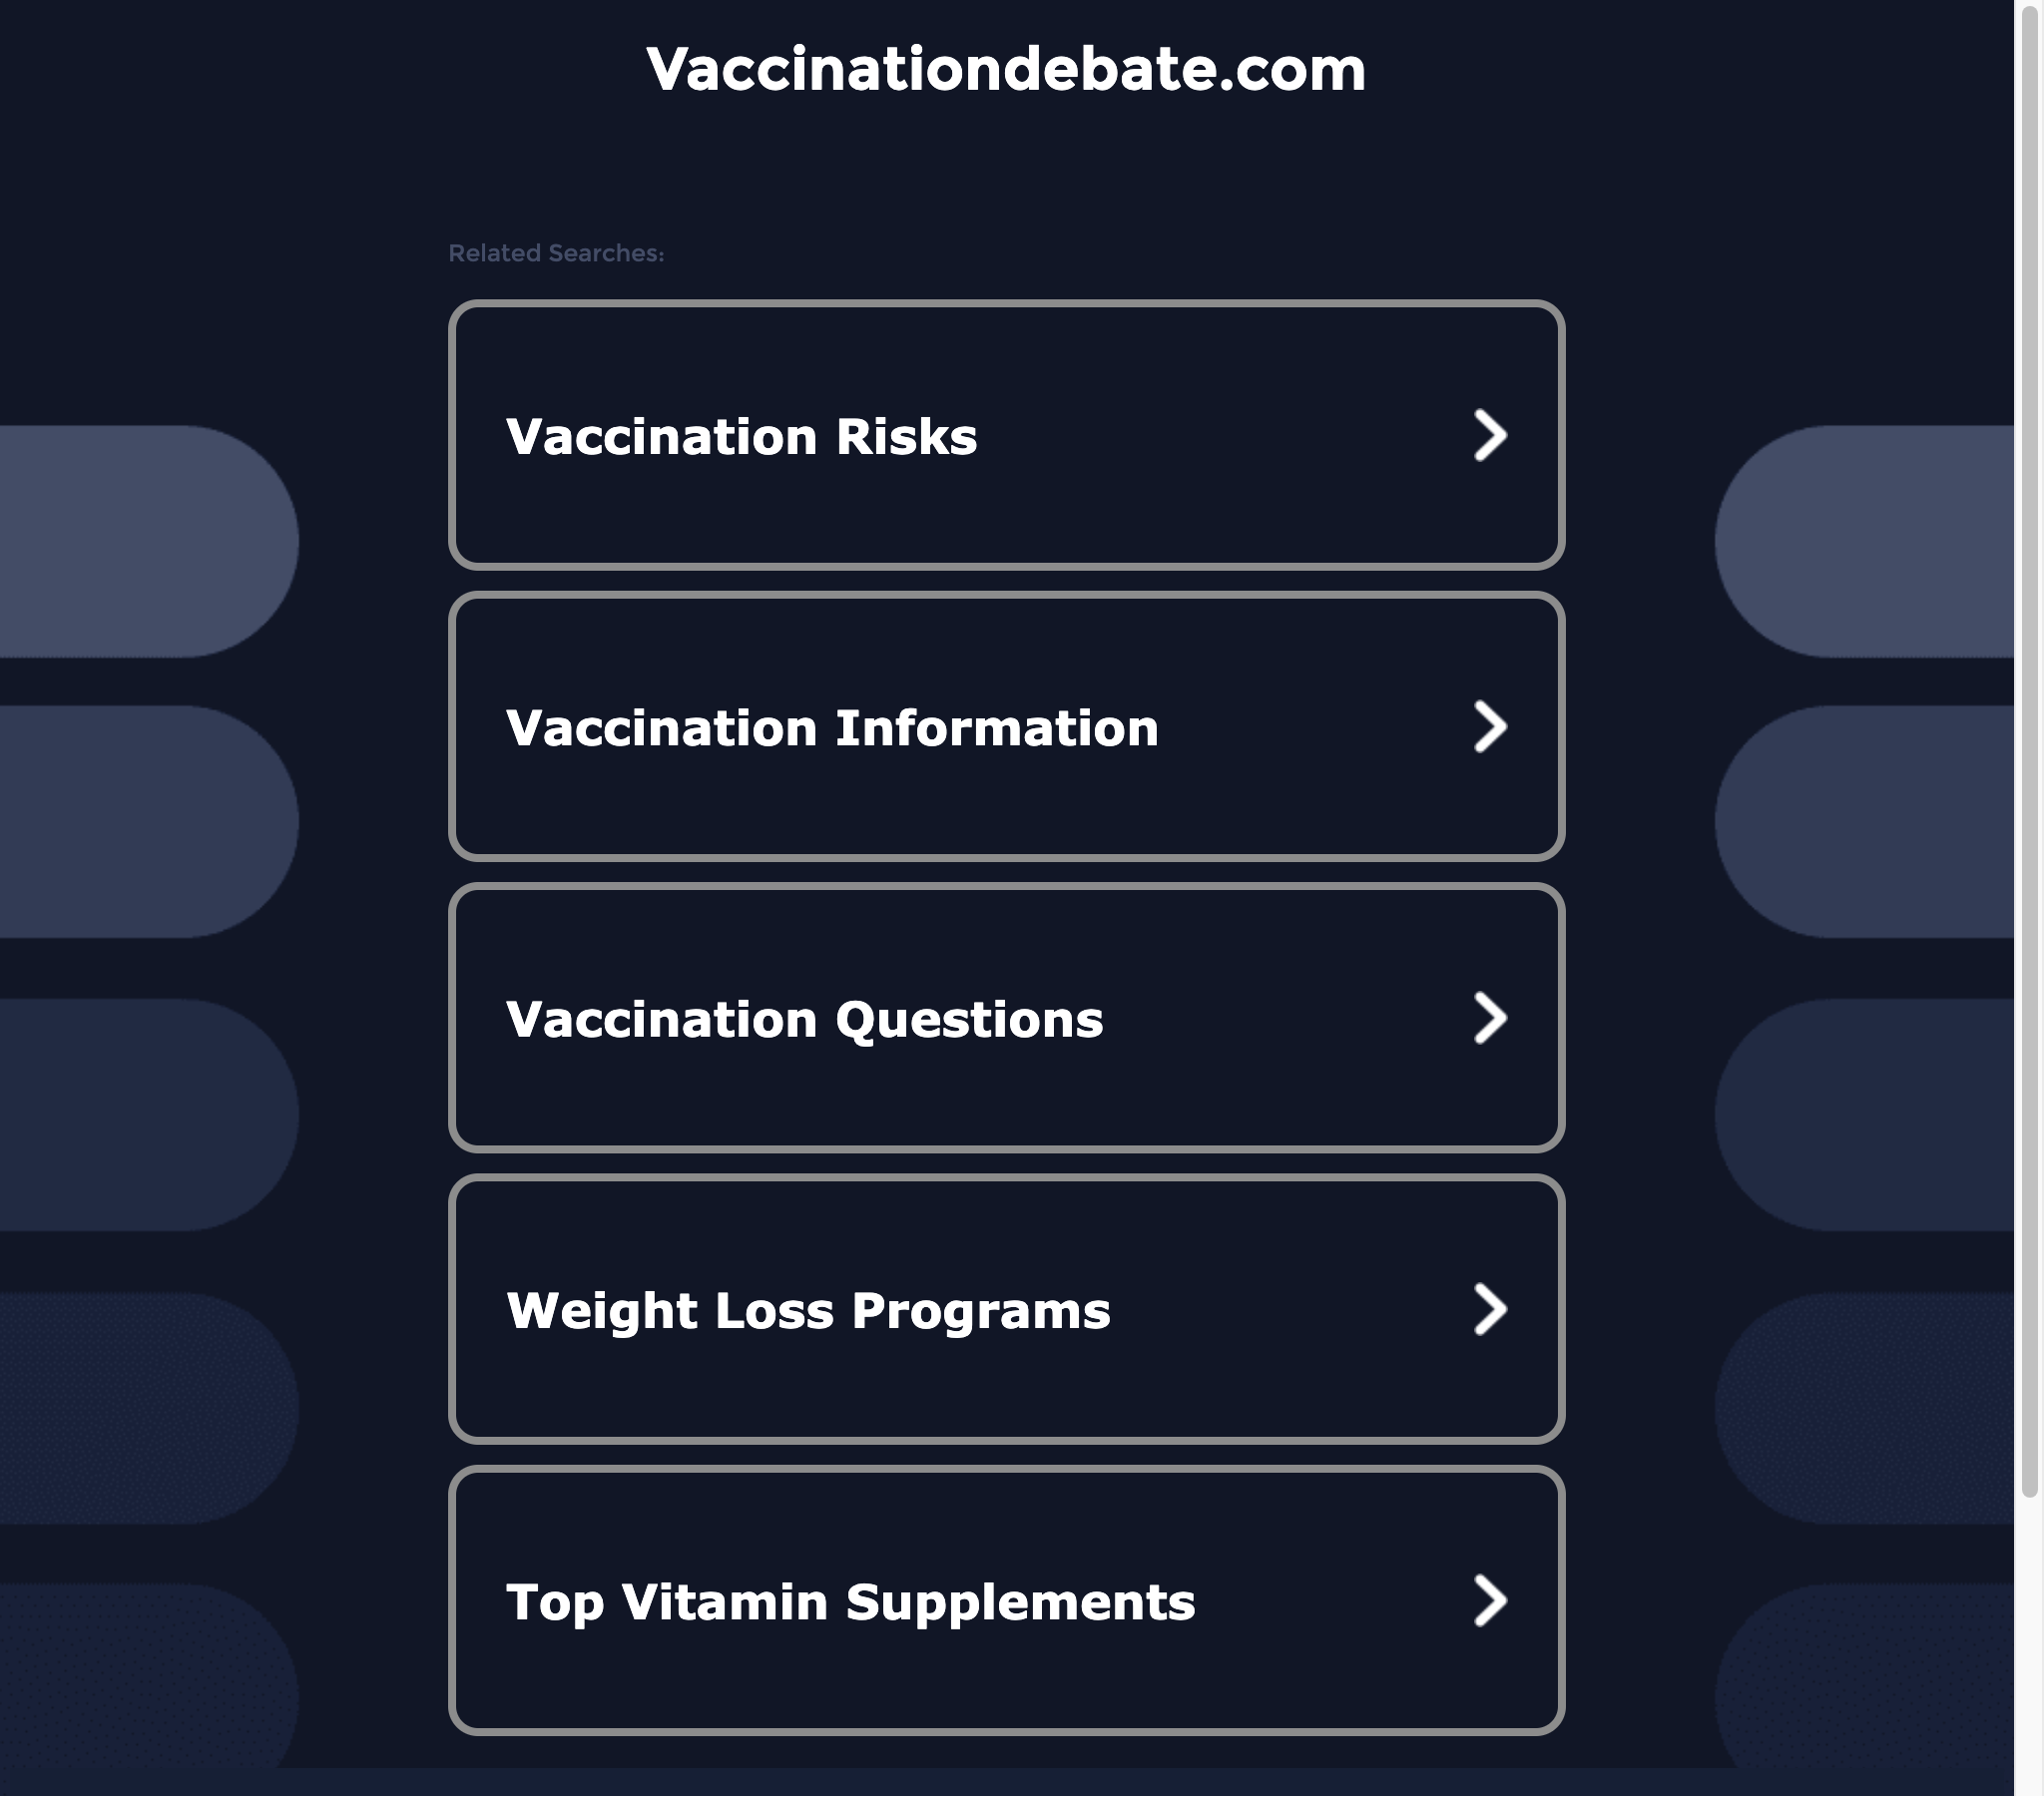 Vaccinationdebate.com
Related Searches:
Vaccination Risks
Vaccination Information
Vaccination Questions
Weight Loss Programs
Top Vitamin Supplements